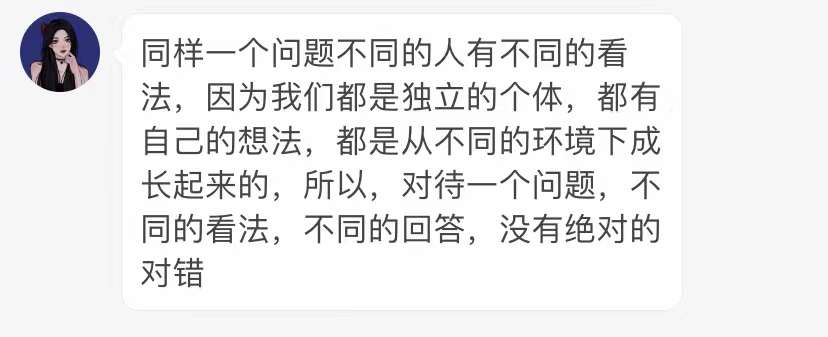 同样一个问题不同的人有不同的看
法，因为我们都是独立的个体，都有
自己的想法，都是从不同的环境下成
长起来的，所以，对待一个问题，不
同的看法，不同的回答，没有绝对的
对错